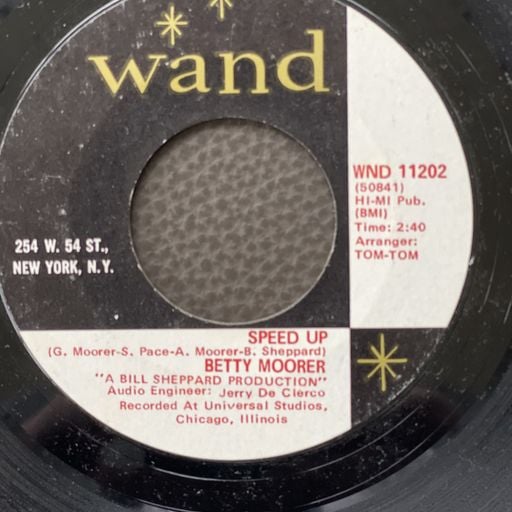 wand
WND 11202
(50841)
HI-MI Pub.
(BMI)
Time: 2:40
Arranger:
TOM-TOM
254 W. 54 ST.,
NEW YORK, N.Y.
SPEED UP
(G. Moorer-S. Pace-A. Moorer-B. Sheppard)
BETTY MOORER
"A BILL SHEPPARD PRODUCTION"
Audio Engineer: Jerry De Clerco
Recorded At Universal Studios,
Chicago, Illinois